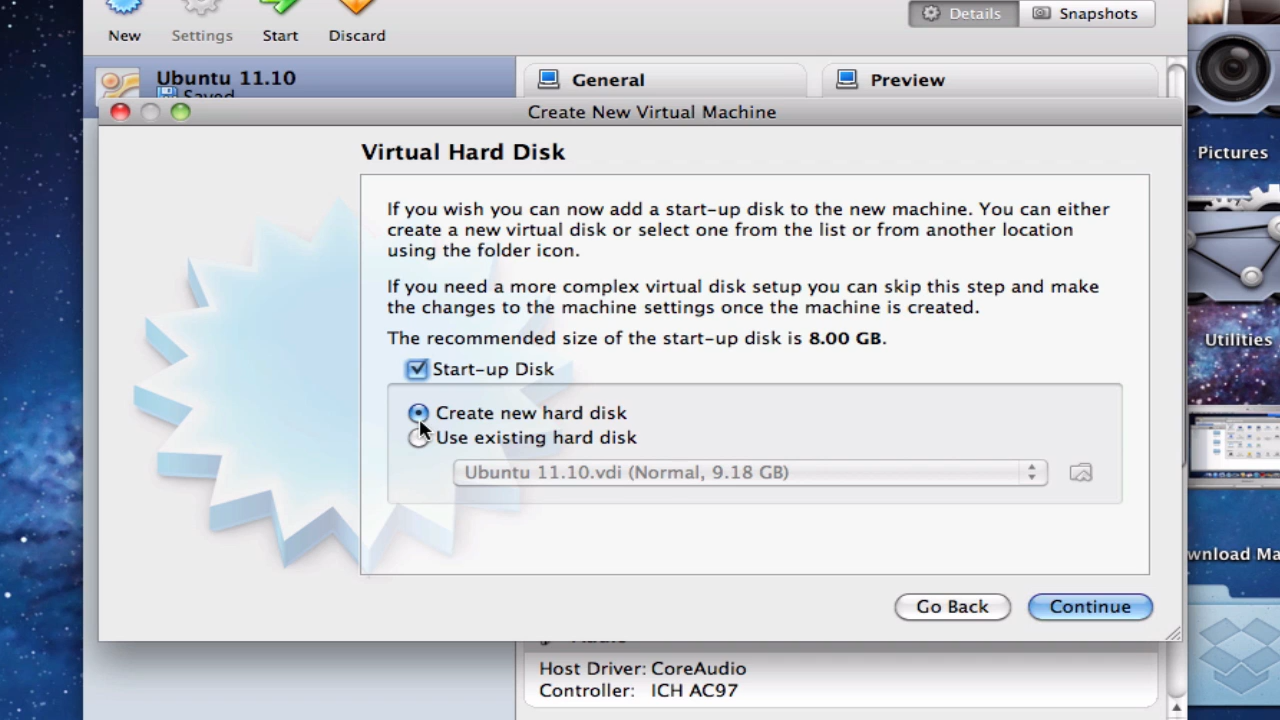 New
Settings
Start
Discard
Details
Snapshots
Ubuntu 11.10
Saved
General
Preview
Create New Virtual Machine
Virtual Hard Disk
If you wish you can now add a start-up disk to the new machine. You can either
create a new virtual disk or select one from the list or from another location
using the folder icon.
If you need a more complex virtual disk setup you can skip this step and make
the changes to the machine settings once the machine is created.
The recommended size of the start-up disk is 8.00 GB.
Start-up Disk
Create new hard disk
Use existing hard disk
Ubuntu 11.10.vdi (Normal, 9.18 GB)
Go Back
Continue
Audio
Host Driver: CoreAudio
Controller: ICH AC97
Pictures
Utilities
wnload Ma